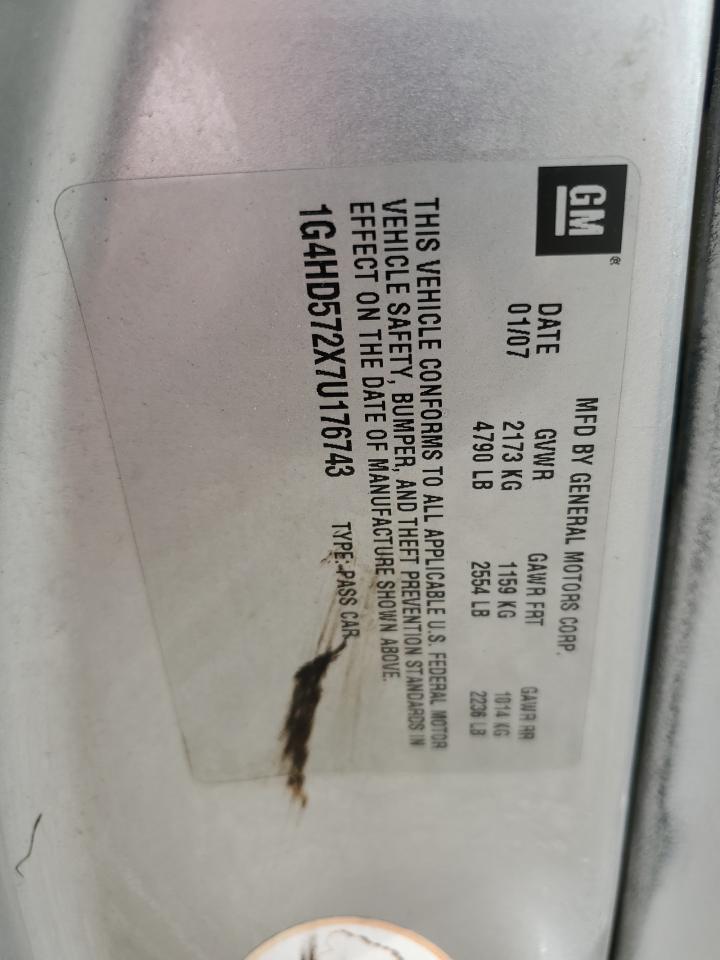 GM®
MFD BY GENERAL MOTORS CORP.
DATE GVWR GAWR FRT GAWR RR
01/07 2173 KG 1159 KG 1014 KG
4790 LB 2554 LB 2236 LB
THIS VEHICLE CONFORMS TO ALL APPLICABLE U.S. FEDERAL MOTOR
VEHICLE SAFETY, BUMPER, AND THEFT PREVENTION STANDARDS IN
EFFECT ON THE DATE OF MANUFACTURE SHOWN ABOVE.
1G4HD572X7U176743 TYPE: PASS CAR